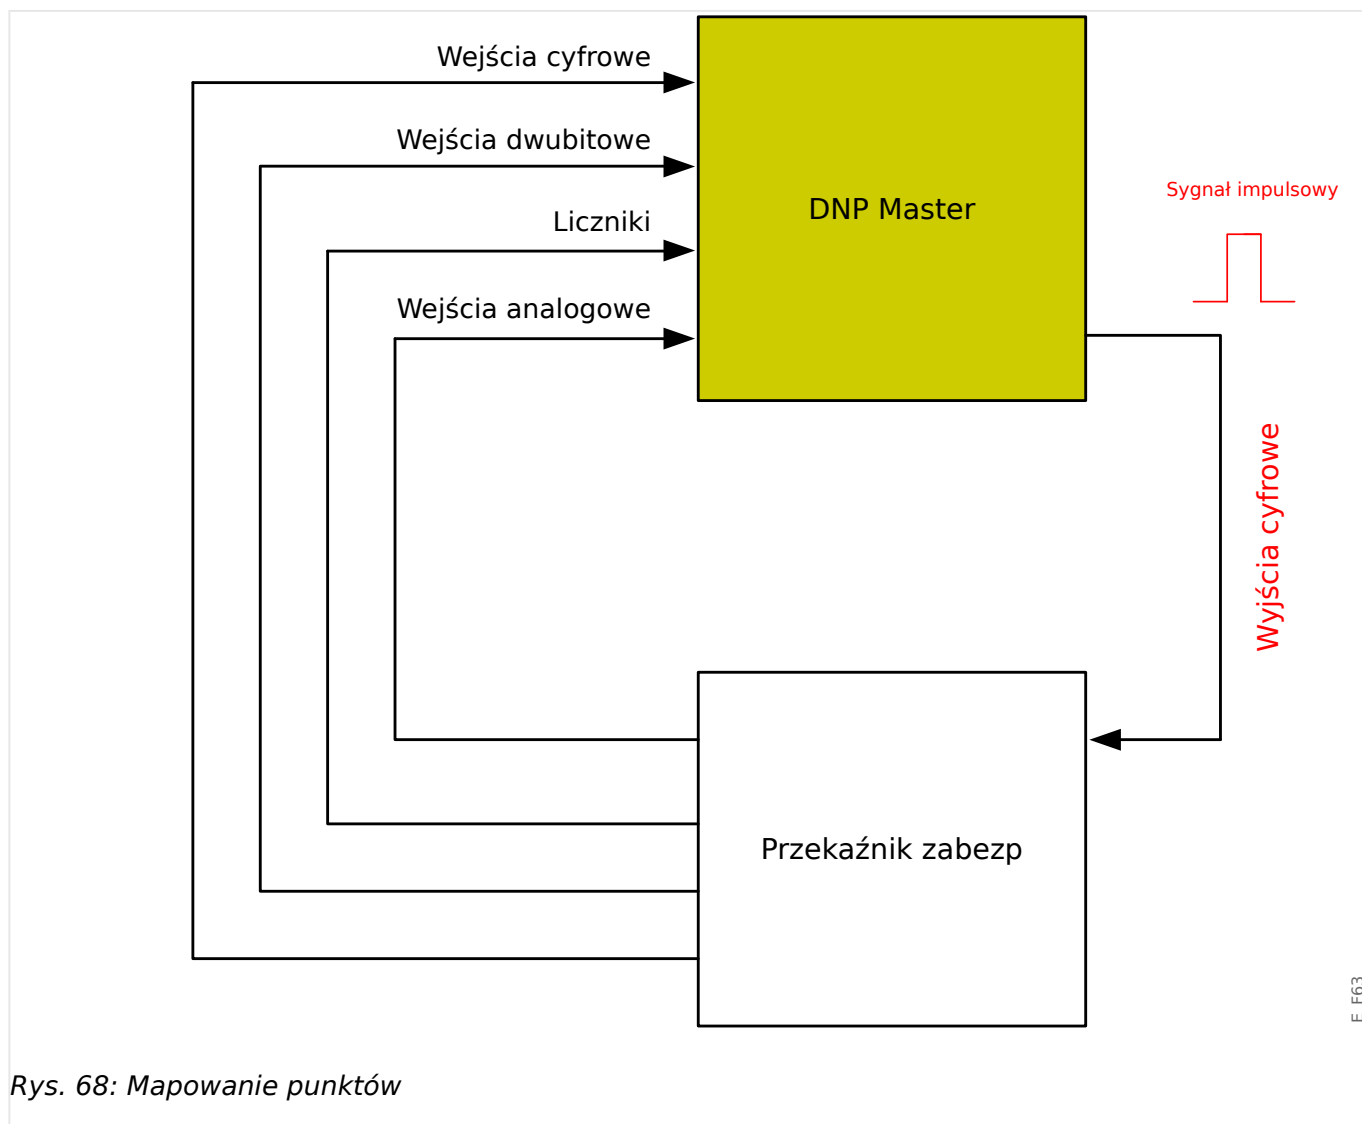 Wejścia cyfrowe
Wejścia dwubitowe
Liczniki
Wejścia analogowe
DNP Master
Sygnał impulsowy
Wyjścia cyfrowe
Przekaźnik zabezp
Rys. 68: Mapowanie punktów